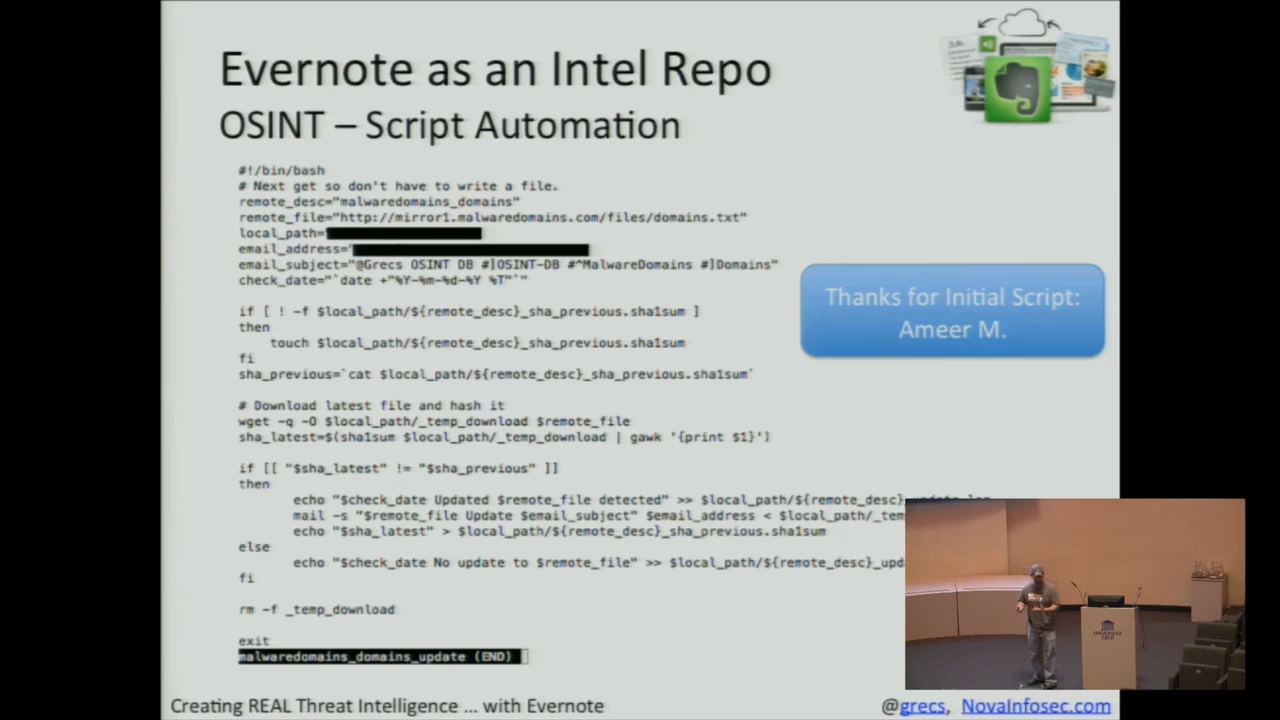 Evernote as an Intel Repo
OSINT – Script Automation
#!/bin/bash
# Next get so don't have to write a file.
remote_desc="malwaredomains_domains"
remote_file="http://mirror1.malwaredomains.com/files/domains.txt"
local_path="
email_address="
email_subject="@Grecs OSINT DB #]OSINT-DB #^MalwareDomains #]Domains"
check_date="`date +"%Y-%m-%d-%Y %T"`"
if [ ! -f $local_path/${remote_desc}_sha_previous.sha1sum ]
then
touch $local_path/${remote_desc}_sha_previous.sha1sum
fi
sha_previous=`cat $local_path/${remote_desc}_sha_previous.sha1sum`
# Download latest file and hash it
wget -q -O $local_path/_temp_download $remote_file
sha_latest=$(sha1sum $local_path/_temp_download | gawk '{print $1}')
if [[ "$sha_latest" != "$sha_previous" ]]
then
echo "$check_date Updated $remote_file detected" >> $local_path/${remote_desc}
mail -s "$remote_file Update $email_subject" $email_address < $local_path/_tem
echo "$sha_latest" > $local_path/${remote_desc}_sha_previous.sha1sum
else
echo "$check_date No update to $remote_file" >> $local_path/${remote_desc}_upd
fi
rm -f _temp_download
exit
malwaredomains_domains_update (END)
Thanks for Initial Script:
Ameer M.
UNIVERSITEIT
GENT
Creating REAL Threat Intelligence … with Evernote
@grecs, NovaInfosec.com